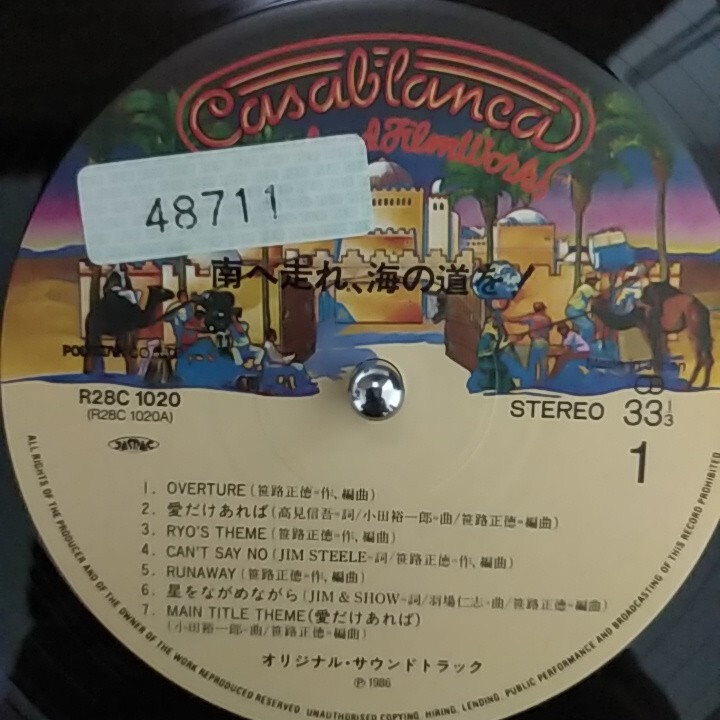 Casablanca
and FilmWorks
48711
南へ走れ、海の道を!
POLYSTAR CO., LTD.
R28C 1020
(R28C 1020A)
JASRAC
STEREO 33 1/3
1
1. OVERTURE (笹路正徳=作、編曲)
2. 愛だけあれば (高見信吾=詞/小田裕一郎=曲/笹路正徳=編曲)
3. RYO'S THEME (笹路正徳=作、編曲)
4. CAN'T SAY NO (JIM STEELE=詞/笹路正徳=作、編曲)
5. RUNAWAY (笹路正徳=作、編曲)
6. 星をながめながら (JIM & SHOW=詞/羽場仁志=曲/笹路正徳=編曲)
7. MAIN TITLE THEME (愛だけあれば)
(小田裕一郎=曲/笹路正徳=編曲)
オリジナル・サウンドトラック
Ⓟ 1986
ALL RIGHTS OF THE PRODUCER AND OF THE OWNER OF THE WORK REPRODUCED RESERVED. UNAUTHORISED COPYING, HIRING, LENDING, PUBLIC PERFORMANCE AND BROADCASTING OF THIS RECORD PROHIBITED